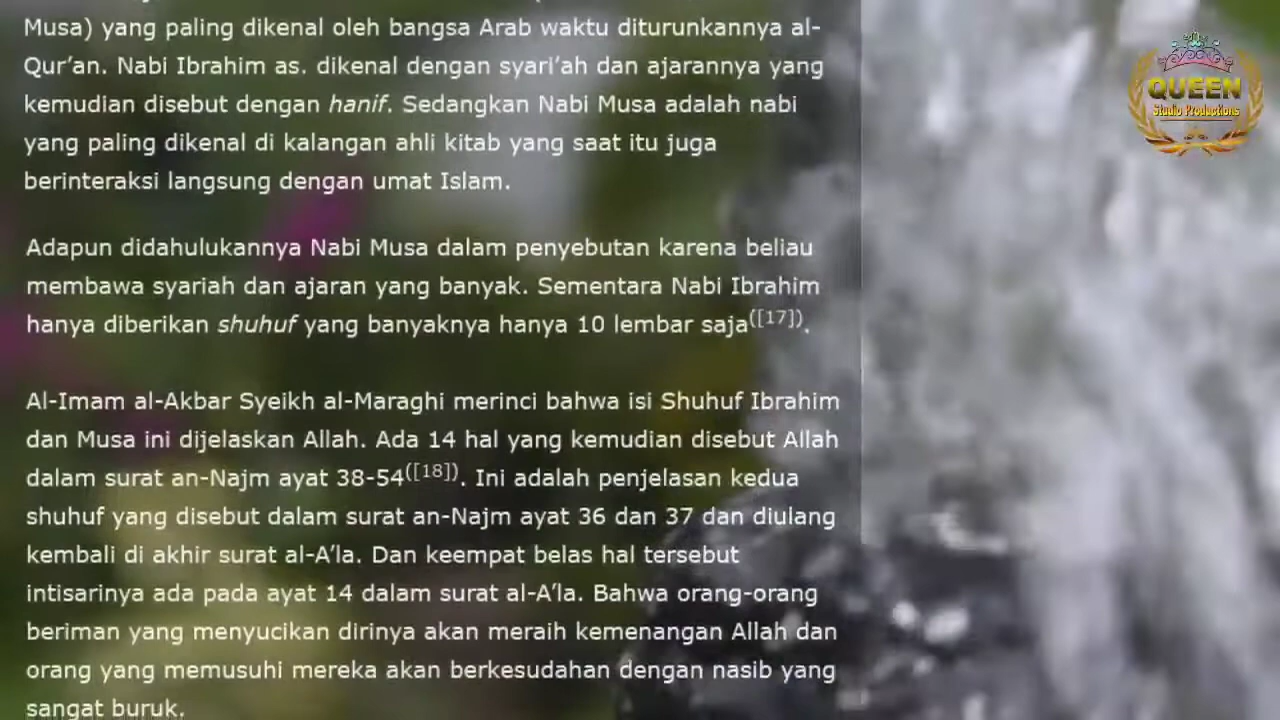 Musa) yang paling dikenal oleh bangsa Arab waktu diturunkannya al-
Qur’an. Nabi Ibrahim as. dikenal dengan syari’ah dan ajarannya yang
kemudian disebut dengan hanif. Sedangkan Nabi Musa adalah nabi
yang paling dikenal di kalangan ahli kitab yang saat itu juga
berinteraksi langsung dengan umat Islam.
Adapun didahulukannya Nabi Musa dalam penyebutan karena beliau
membawa syariah dan ajaran yang banyak. Sementara Nabi Ibrahim
hanya diberikan shuhuf yang banyaknya hanya 10 lembar saja([17]).
Al-Imam al-Akbar Syeikh al-Maraghi merinci bahwa isi Shuhuf Ibrahim
dan Musa ini dijelaskan Allah. Ada 14 hal yang kemudian disebut Allah
dalam surat an-Najm ayat 38-54([18]). Ini adalah penjelasan kedua
shuhuf yang disebut dalam surat an-Najm ayat 36 dan 37 dan diulang
kembali di akhir surat al-A’la. Dan keempat belas hal tersebut
intisarinya ada pada ayat 14 dalam surat al-A’la. Bahwa orang-orang
beriman yang menyucikan dirinya akan meraih kemenangan Allah dan
orang yang memusuhi mereka akan berkesudahan dengan nasib yang
sangat buruk.
QUEEN
Studio Productions